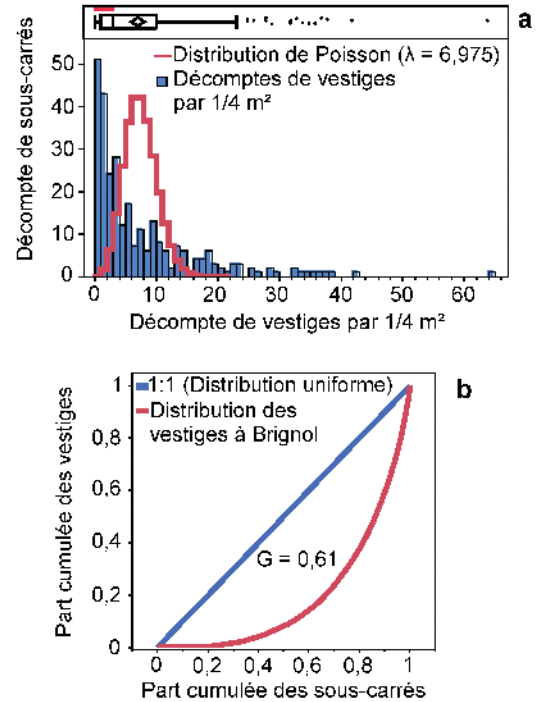 a
Distribution de Poisson (λ = 6,975)
Décomptes de vestiges
par 1/4 m²
Décompte de sous-carrés
50
40
30
20
10
0
0 10 20 30 40 50 60
Décompte de vestiges par 1/4 m²
b
1:1 (Distribution uniforme)
Distribution des
vestiges à Brignol
G = 0,61
Part cumulée des vestiges
1
0,8
0,6
0,4
0,2
0
0 0,2 0,4 0,6 0,8 1
Part cumulée des sous-carrés